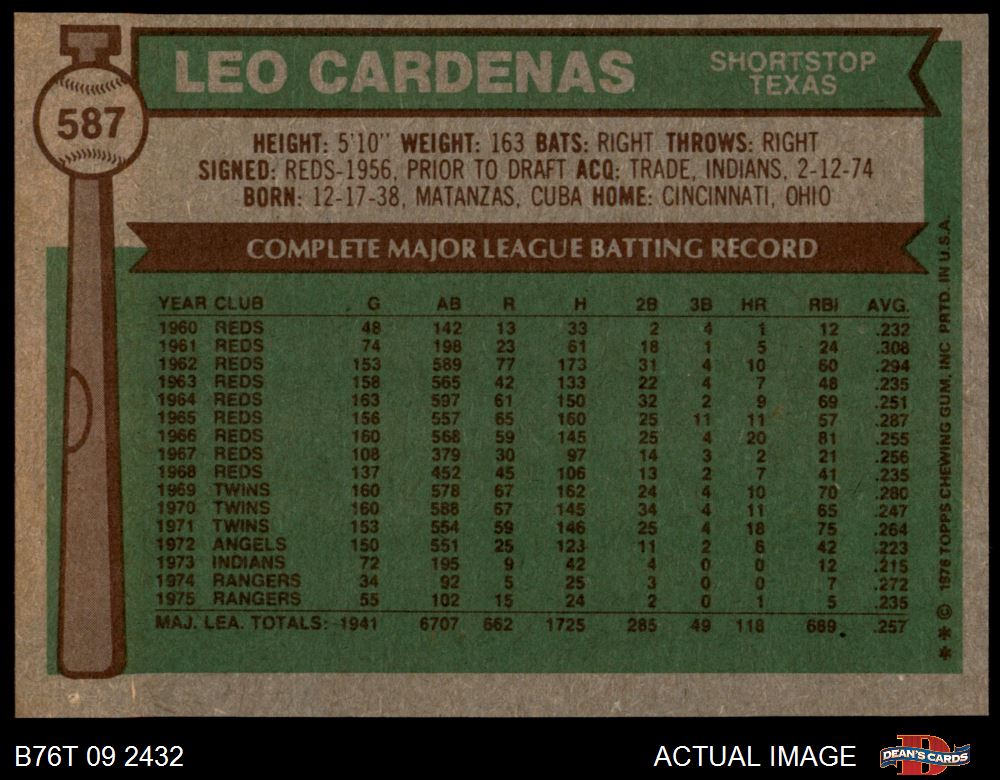 587
LEO CARDENAS
SHORTSTOP
TEXAS
HEIGHT: 5'10" WEIGHT: 163 BATS: RIGHT THROWS: RIGHT
SIGNED: REDS-1956, PRIOR TO DRAFT ACQ: TRADE, INDIANS, 2-12-74
BORN: 12-17-38, MATANZAS, CUBA HOME: CINCINNATI, OHIO
COMPLETE MAJOR LEAGUE BATTING RECORD
YEAR CLUB G AB R H 2B 3B HR RBI AVG.
1960 REDS 48 142 13 33 2 4 1 12 .232
1961 REDS 74 198 23 61 18 1 5 24 .308
1962 REDS 153 589 77 173 31 4 10 60 .294
1963 REDS 158 565 42 133 22 4 7 48 .235
1964 REDS 163 597 61 150 32 2 9 69 .251
1965 REDS 156 557 65 160 25 11 11 57 .287
1966 REDS 160 568 59 145 25 4 20 81 .255
1967 REDS 108 379 30 97 14 3 2 21 .256
1968 REDS 137 452 45 106 13 2 7 41 .235
1969 TWINS 160 578 67 162 24 4 10 70 .280
1970 TWINS 160 588 67 145 34 4 11 65 .247
1971 TWINS 153 554 59 146 25 4 18 75 .264
1972 ANGELS 150 551 25 123 11 2 6 42 .223
1973 INDIANS 72 195 9 42 4 0 0 12 .215
1974 RANGERS 34 92 5 25 3 0 0 7 .272
1975 RANGERS 55 102 15 24 2 0 1 5 .235
MAJ. LEA. TOTALS: 1941 6707 662 1725 285 49 118 689 .257
* * © 1976 TOPPS CHEWING GUM, INC PRTD. IN U.S.A.
B76T 09 2432
ACTUAL IMAGE
D
DEAN'S CARDS